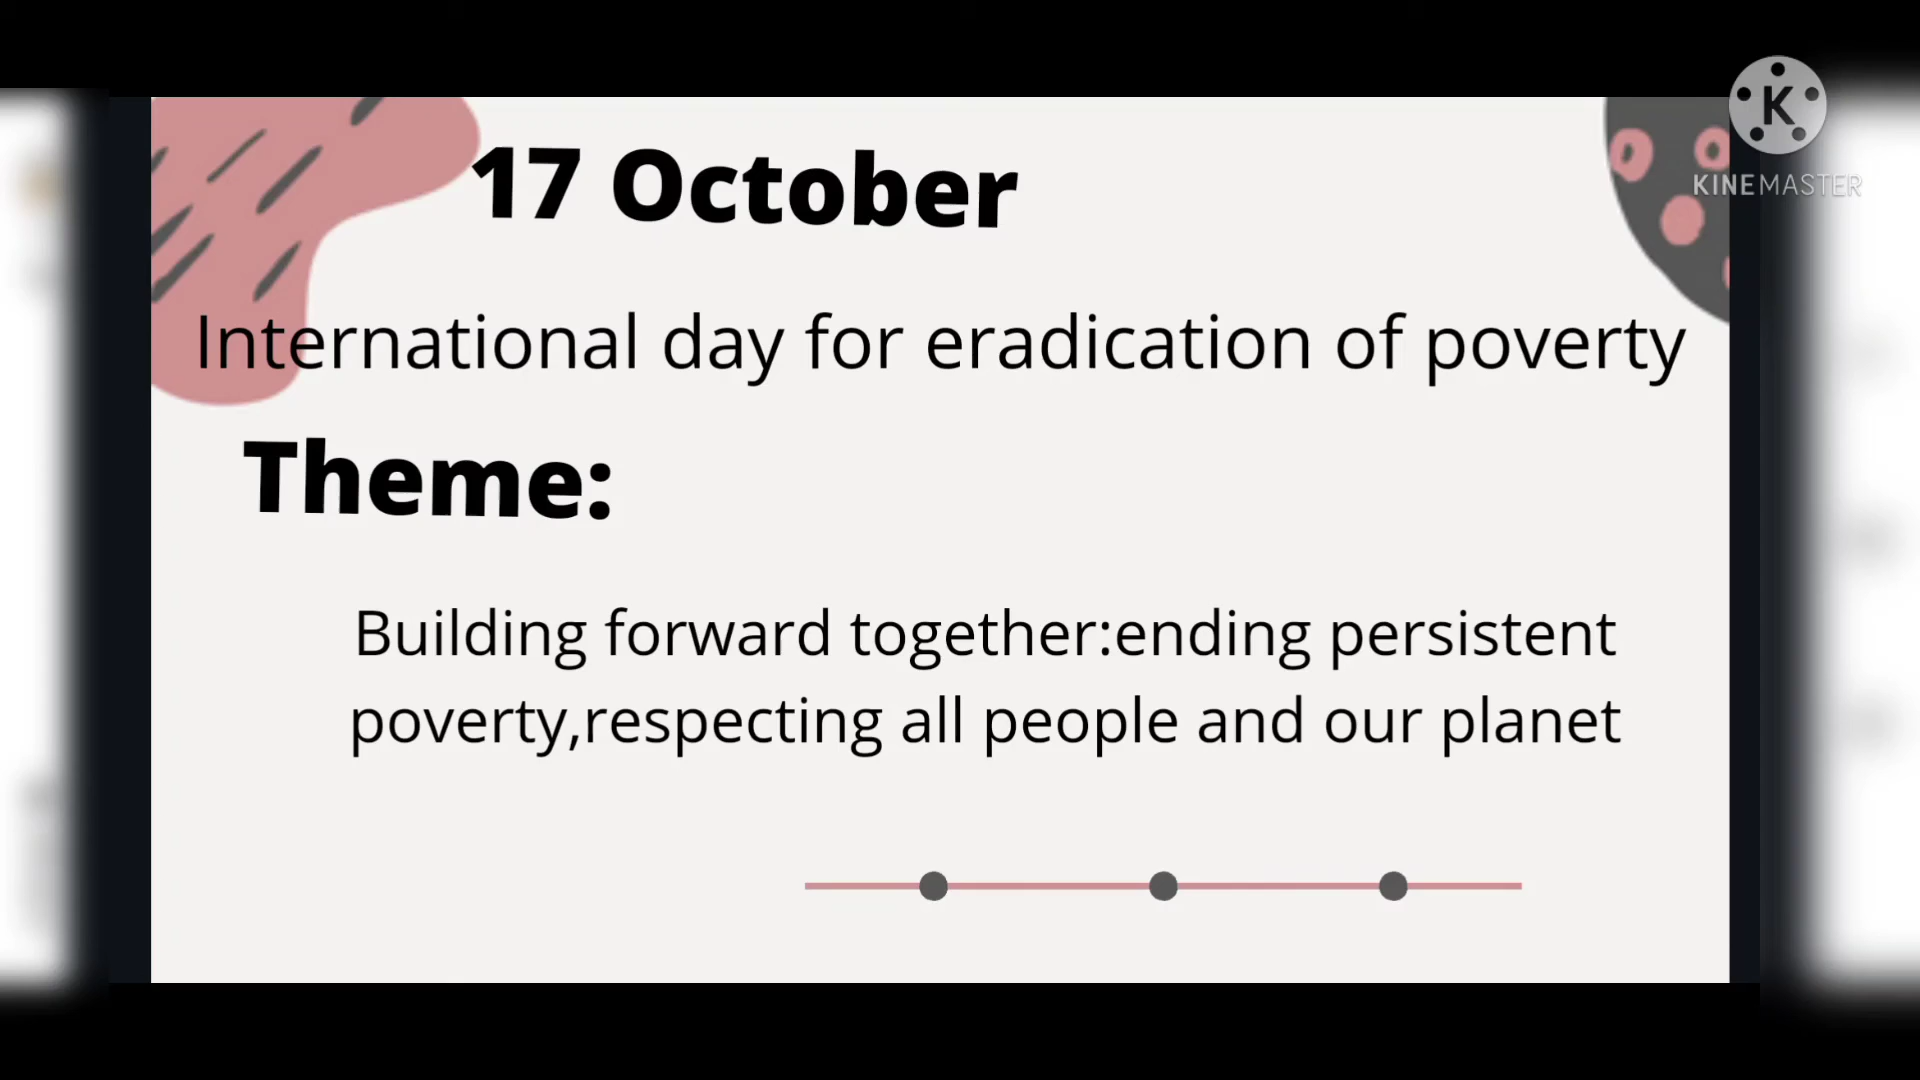 17 October
International day for eradication of poverty
Theme:
Building forward together:ending persistent
poverty,respecting all people and our planet
K
KINEMASTER